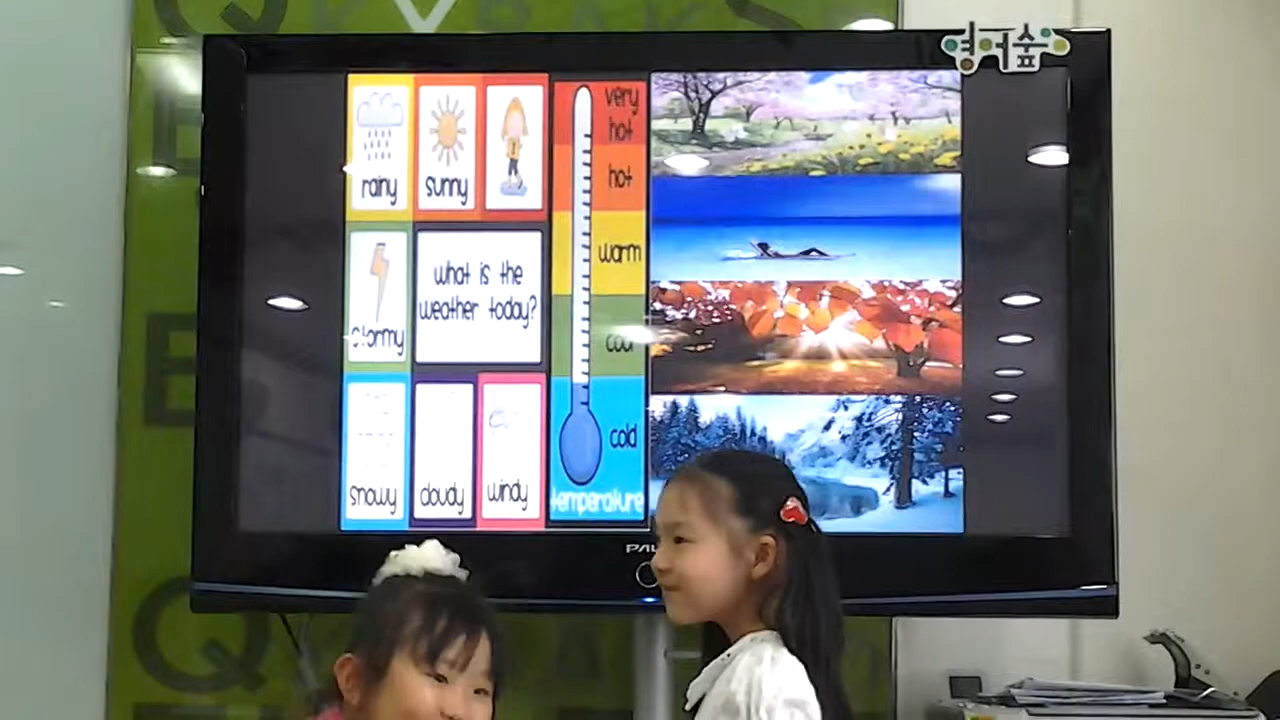 영어숲
rainy
sunny
stormy
what is the
weather today?
snowy
cloudy
windy
very
hot
hot
warm
cool
cold
temperature